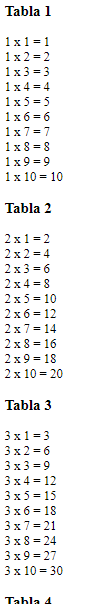 Tabla 1
1 x 1 = 1
1 x 2 = 2
1 x 3 = 3
1 x 4 = 4
1 x 5 = 5
1 x 6 = 6
1 x 7 = 7
1 x 8 = 8
1 x 9 = 9
1 x 10 = 10
Tabla 2
2 x 1 = 2
2 x 2 = 4
2 x 3 = 6
2 x 4 = 8
2 x 5 = 10
2 x 6 = 12
2 x 7 = 14
2 x 8 = 16
2 x 9 = 18
2 x 10 = 20
Tabla 3
3 x 1 = 3
3 x 2 = 6
3 x 3 = 9
3 x 4 = 12
3 x 5 = 15
3 x 6 = 18
3 x 7 = 21
3 x 8 = 24
3 x 9 = 27
3 x 10 = 30
Tabla 4